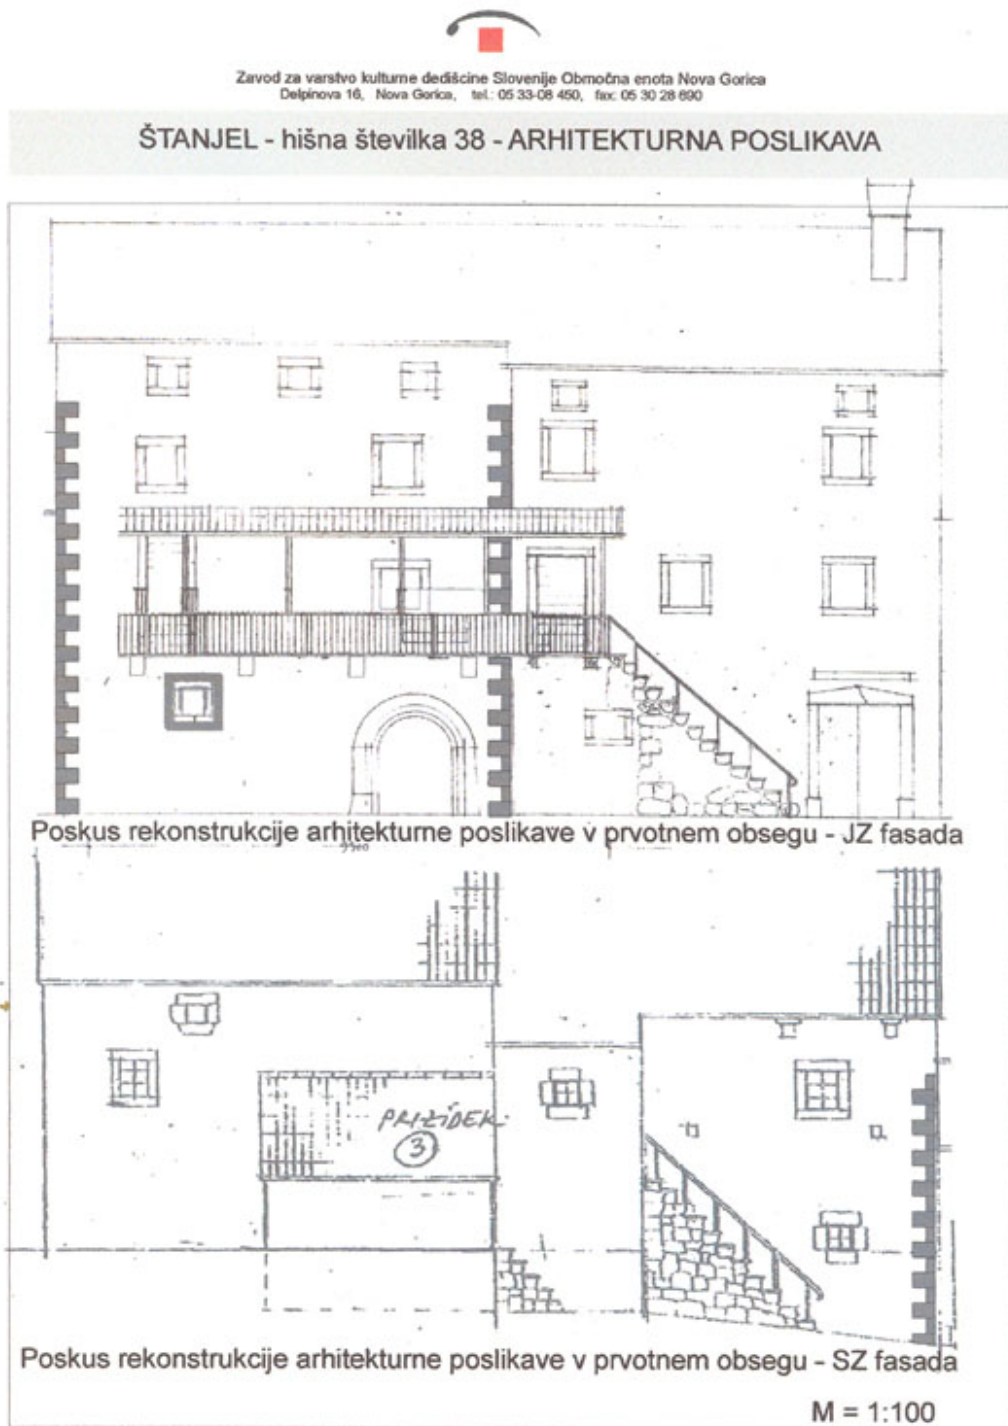 Zavod za varstvo kulturne dediščine Slovenije Območna enota Nova Gorica
Delpinova 16, Nova Gorica, tel.: 05 33-08 450, fax: 05 30 28 690
ŠTANJEL - hišna številka 38 - ARHITEKTURNA POSLIKAVA
Poskus rekonstrukcije arhitekturne poslikave v prvotnem obsegu - JZ fasada
PRIZIDEK
3
Poskus rekonstrukcije arhitekturne poslikave v prvotnem obsegu - SZ fasada
M = 1:100